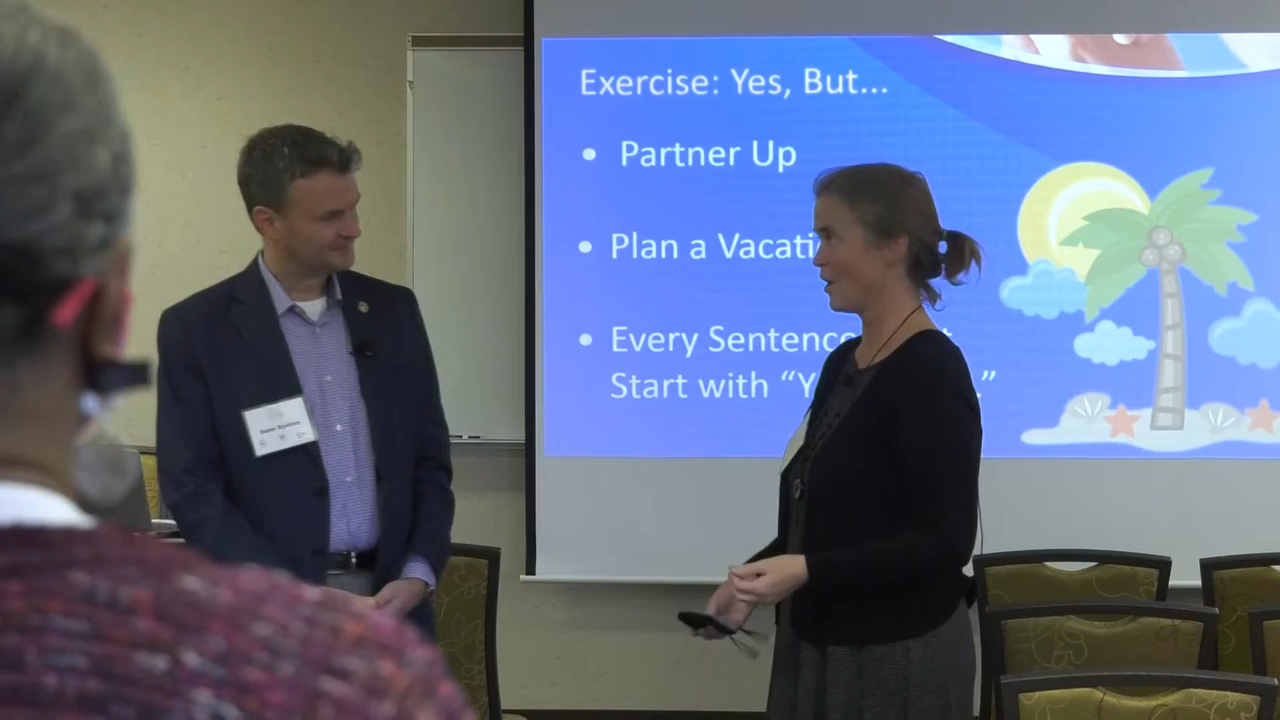 Exercise: Yes, But...
• Partner Up
• Plan a Vacati
• Every Sentence t
Start with “Y .”